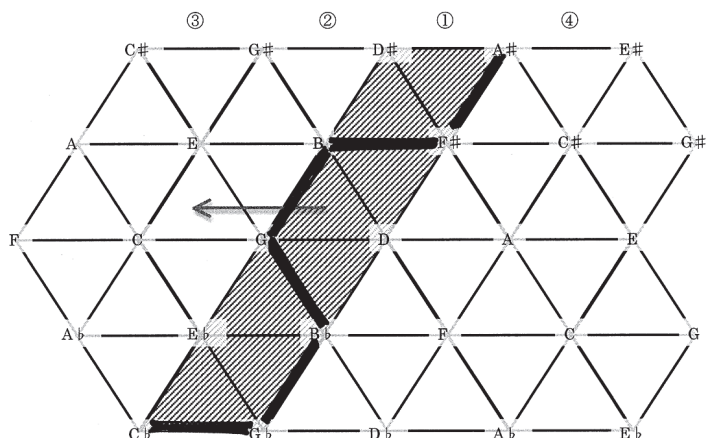 ③ ② ① ④
C♯ G♯ D♯ A♯ E♯
A E B F♯ C♯ G♯
F C G D A E
A♭ E♭ B♭ F C G
C♭ G♭ D♭ A♭ E♭